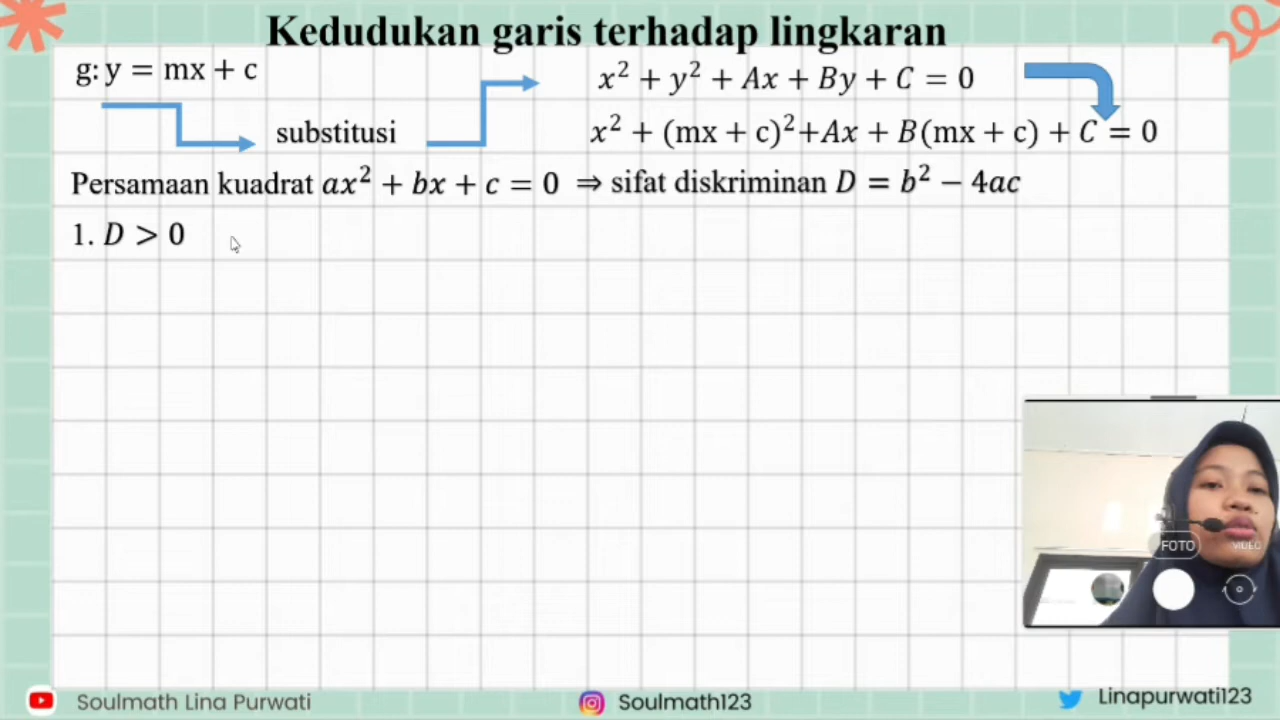 Kedudukan garis terhadap lingkaran
g: y = mx + c
x² + y² + Ax + By + C = 0
substitusi
x² + (mx + c)²+Ax + B(mx + c) + C = 0
Persamaan kuadrat ax² + bx + c = 0 ⇒ sifat diskriminan D = b² − 4ac
1. D > 0
FOTO
VIDEO
Soulmath Lina Purwati
Soulmath123
Linapurwati123